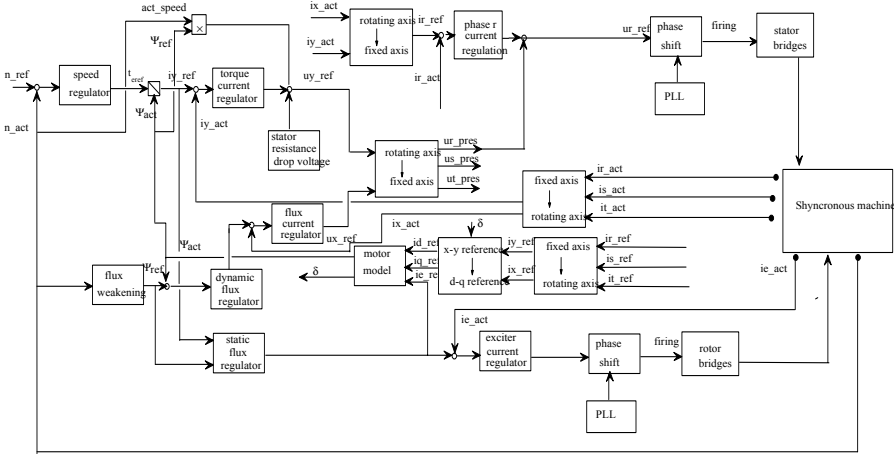 act_speed
Ψref
×
ix_act
iy_act
rotating axis
fixed axis
ir_ref
ir_act
phase r
current
regulation
ur_ref
phase
shift
PLL
firing
stator
bridges
n_ref
n_act
speed
regulator
teref
Ψact
iy_ref
iy_act
torque
current
regulator
uy_ref
stator
resistance
drop voltage
rotating axis
fixed axis
ur_pres
us_pres
ut_pres
fixed axis
rotating axis
ir_act
is_act
it_act
Shyncronous machine
ie_act
flux
current
regulator
ux_ref
ix_act
Ψact
flux
weakening
Ψref
dynamic
flux
regulator
δ
motor
model
id_ref
iq_ref
ie_ref
δ
x-y reference
d-q reference
iy_ref
ix_ref
fixed axis
rotating axis
ir_ref
is_ref
it_ref
static
flux
regulator
ie_act
exciter
current
regulator
phase
shift
PLL
firing
rotor
bridges